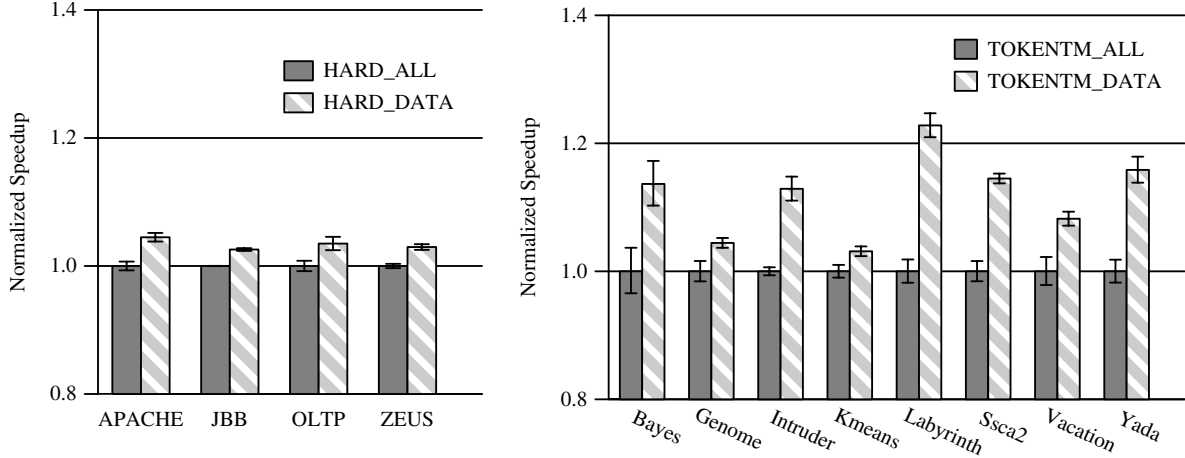 1.4
HARD_ALL
HARD_DATA
1.2
Normalized Speedup
1.0
0.8
APACHE JBB OLTP ZEUS
1.4
TOKENTM_ALL
TOKENTM_DATA
1.2
Normalized Speedup
1.0
0.8
Bayes Genome Intruder Kmeans Labyrinth Ssca2 Vacation Yada